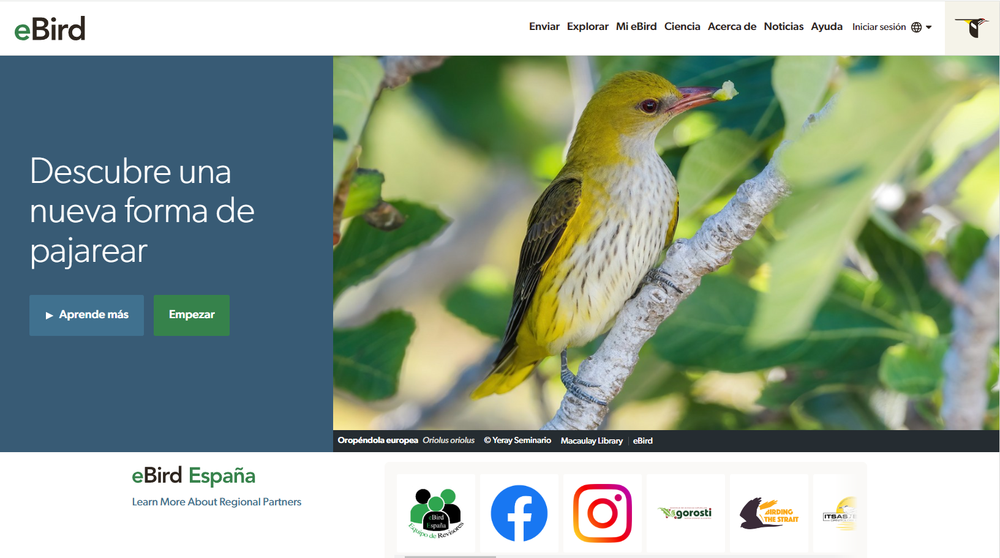 eBird
Enviar Explorar Mi eBird Ciencia Acerca de Noticias Ayuda Iniciar sesión
Descubre una
nueva forma de
pajarear
Aprende más
Empezar
Oropéndola europea Oriolus oriolus © Yeray Seminario Macaulay Library eBird
eBird España
Learn More About Regional Partners
eBird
España
Equipo de Revisores
gorosti
BIRDING
THE STRAIT